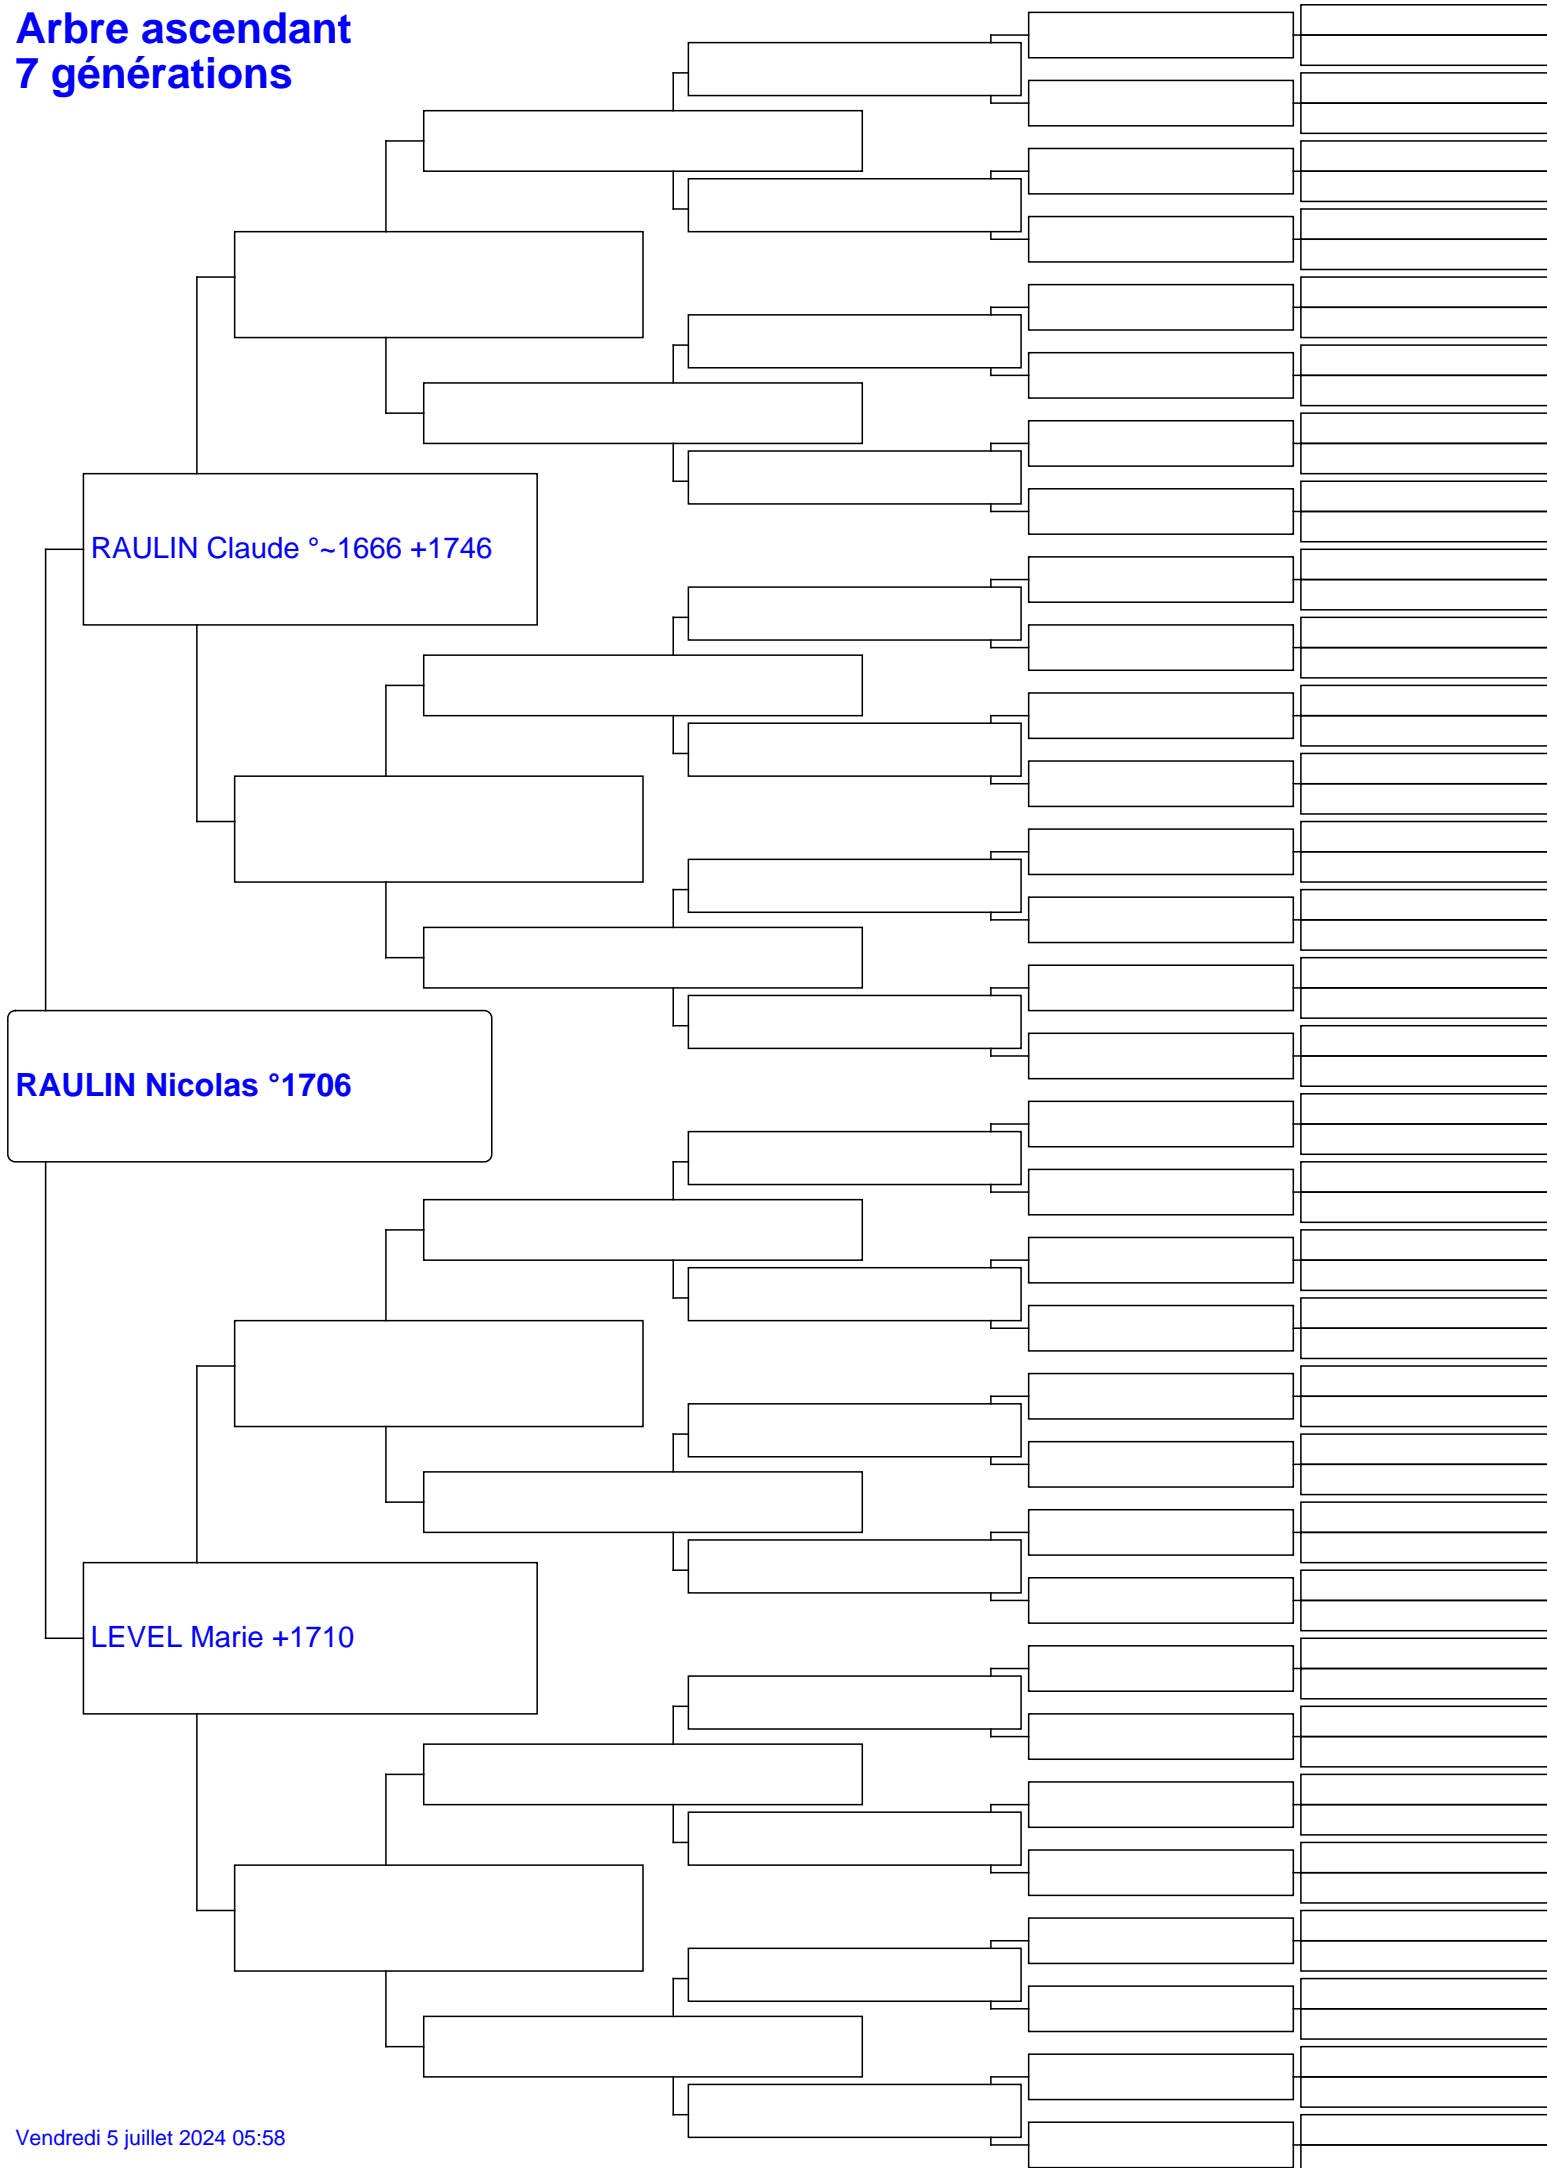 Arbre ascendant
7 générations
RAULIN Claude °~1666 +1746
RAULIN Nicolas °1706
LEVEL Marie +1710
Vendredi 5 juillet 2024 05:58